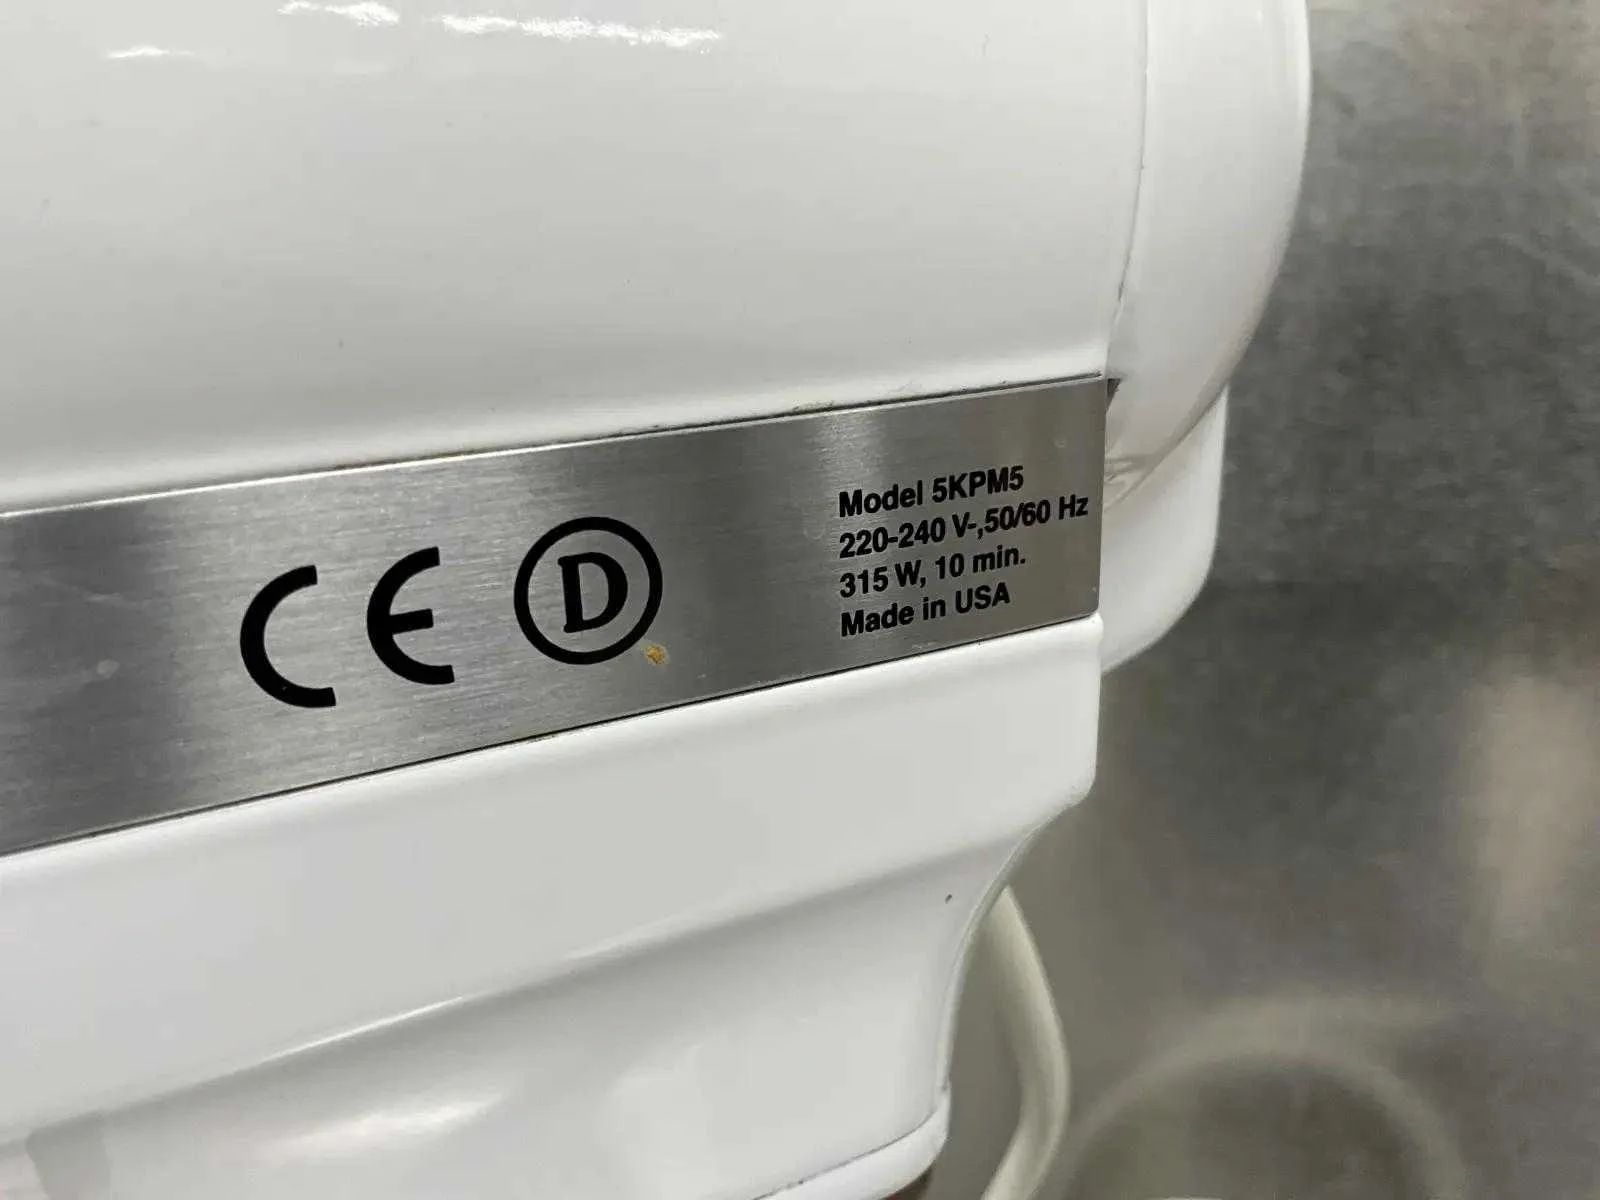 CE D
Model 5KPM5
220-240 V~,50/60 Hz
315 W, 10 min.
Made in USA